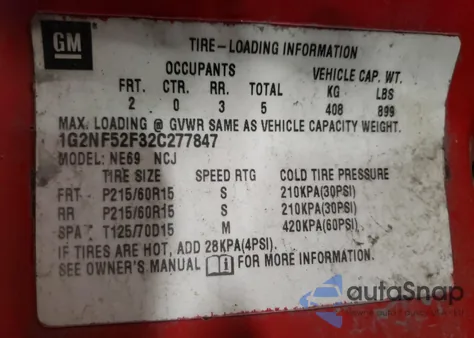 GM
TIRE-LOADING INFORMATION
OCCUPANTS VEHICLE CAP. WT.
FRT. CTR. RR. TOTAL KG LBS
2 0 3 5 408 899
MAX. LOADING @ GVWR SAME AS VEHICLE CAPACITY WEIGHT.
1G2NF52F32C277847
MODEL: NE69 NCJ
TIRE SIZE SPEED RTG COLD TIRE PRESSURE
FRT- P215/60R15 S 210KPA(30PSI)
RR - P215/60R15 S 210KPA(30PSI)
SPA- T125/70D15 M 420KPA(60PSI)
IF TIRES ARE HOT, ADD 28KPA(4PSI).
SEE OWNER'S MANUAL FOR MORE INFORMATION.
autoSnap